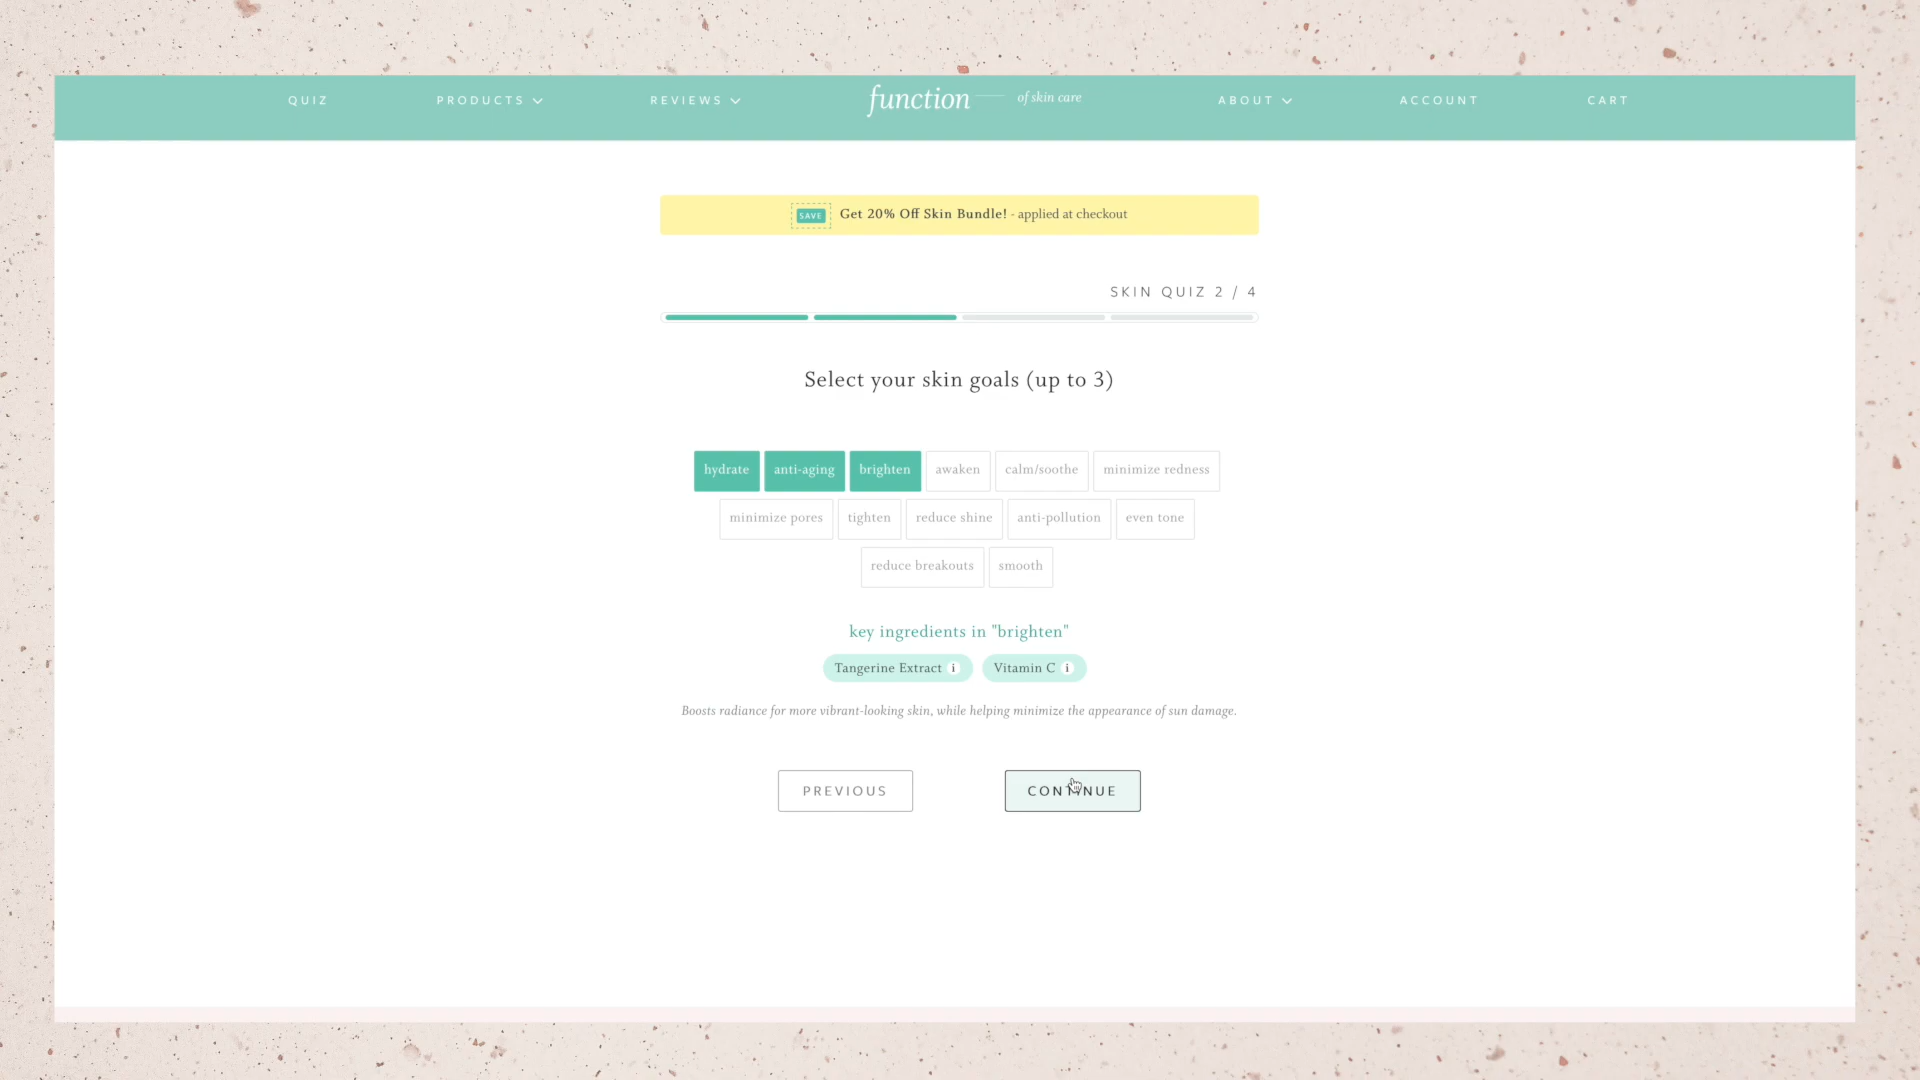 QUIZ PRODUCTS REVIEWS function of skin care ABOUT ACCOUNT CART
SAVE Get 20% Off Skin Bundle! - applied at checkout
SKIN QUIZ 2 / 4
Select your skin goals (up to 3)
hydrate anti-aging brighten awaken calm/soothe minimize redness
minimize pores tighten reduce shine anti-pollution even tone
reduce breakouts smooth
key ingredients in "brighten"
Tangerine Extract i Vitamin C i
Boosts radiance for more vibrant-looking skin, while helping minimize the appearance of sun damage.
PREVIOUS CONTINUE